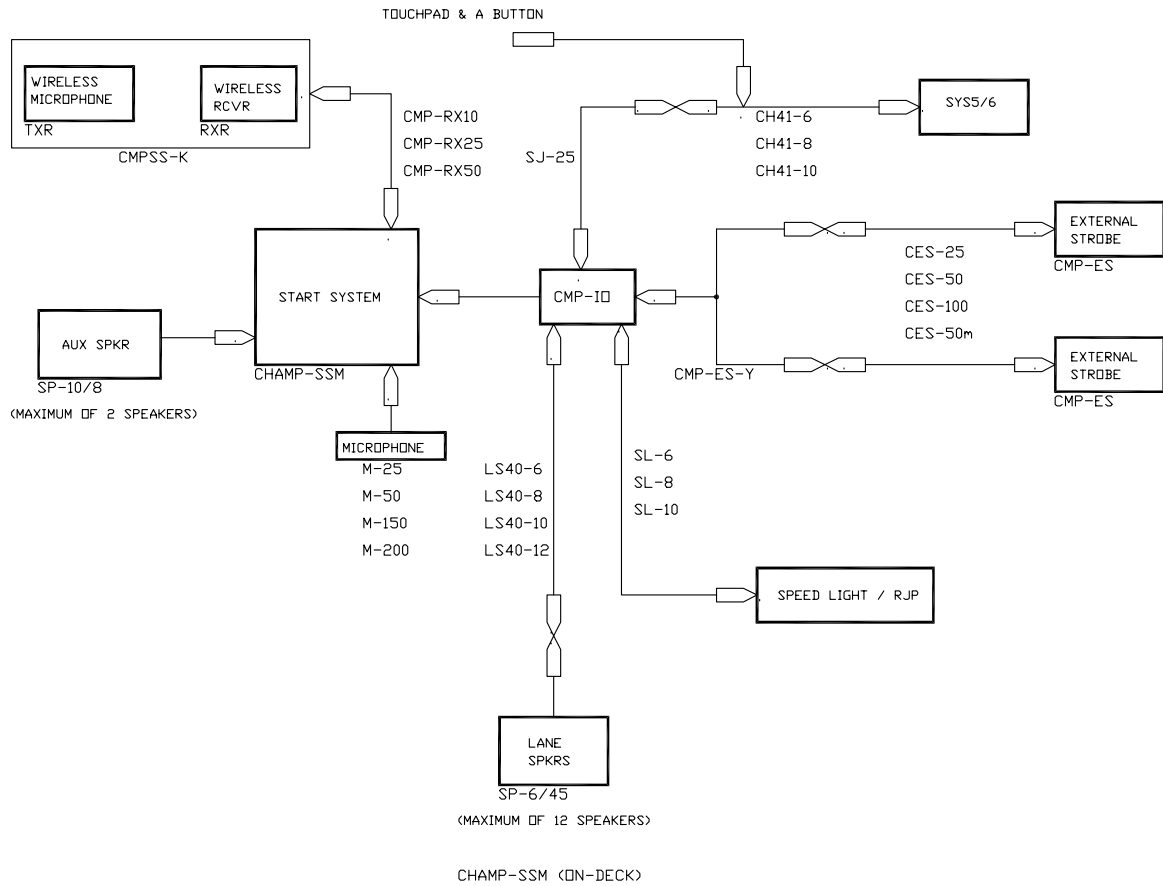 TOUCHPAD & A BUTTON
WIRELESS
MICROPHONE
TXR
WIRELESS
RCVR
RXR
CMPSS-K
CMP-RX10
CMP-RX25
CMP-RX50
SJ-25
CH41-6
CH41-8
CH41-10
SYS5/6
START SYSTEM
CHAMP-SSM
CMP-IO
EXTERNAL
STROBE
CMP-ES
CES-25
CES-50
CES-100
CES-50m
EXTERNAL
STROBE
CMP-ES
CMP-ES-Y
AUX SPKR
SP-10/8
(MAXIMUM OF 2 SPEAKERS)
MICROPHONE
M-25
M-50
M-150
M-200
LS40-6
LS40-8
LS40-10
LS40-12
SL-6
SL-8
SL-10
SPEED LIGHT / RJP
LANE
SPKRS
SP-6/45
(MAXIMUM OF 12 SPEAKERS)
CHAMP-SSM (ON-DECK)